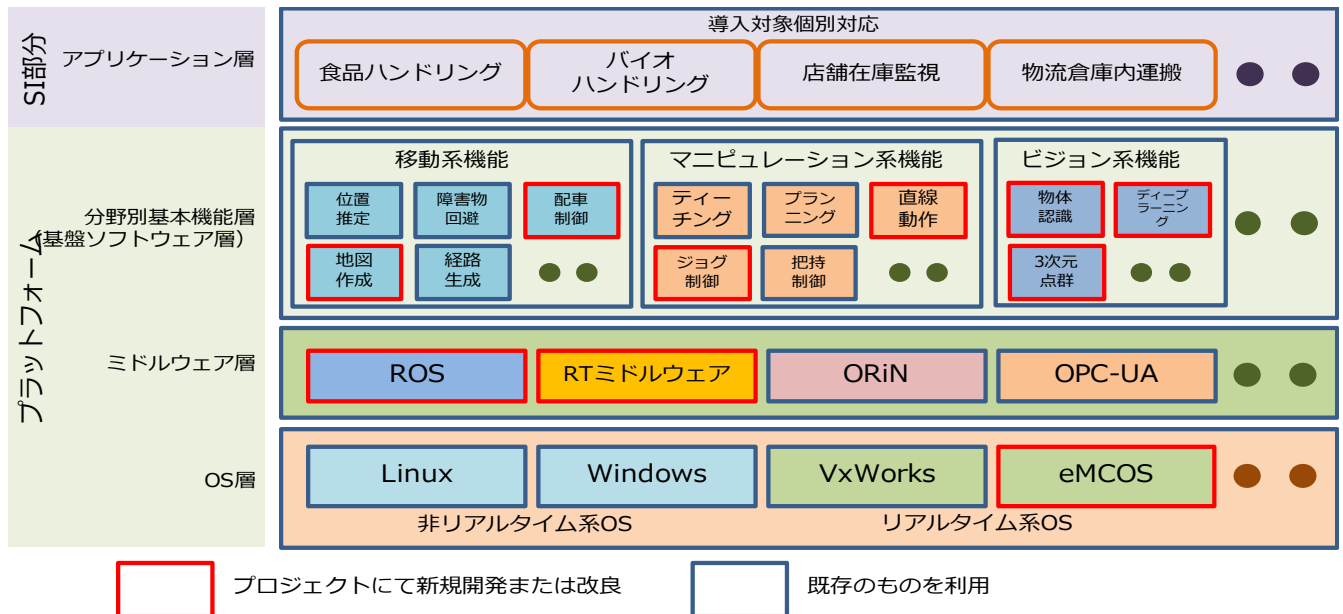 SI部分
アプリケーション層
導入対象個別対応
食品ハンドリング
バイオ
ハンドリング
店舗在庫監視
物流倉庫内運搬
プラットフォーム
分野別基本機能層
(基盤ソフトウェア層)
移動系機能
位置
推定
障害物
回避
配車
制御
地図
作成
経路
生成
マニピュレーション系機能
ティー
チング
プラン
ニング
直線
動作
ジョグ
制御
把持
制御
ビジョン系機能
物体
認識
ディープ
ラーニン
グ
3次元
点群
ミドルウェア層
ROS
RTミドルウェア
ORiN
OPC-UA
OS層
Linux
Windows
VxWorks
eMCOS
非リアルタイム系OS
リアルタイム系OS
プロジェクトにて新規開発または改良
既存のものを利用